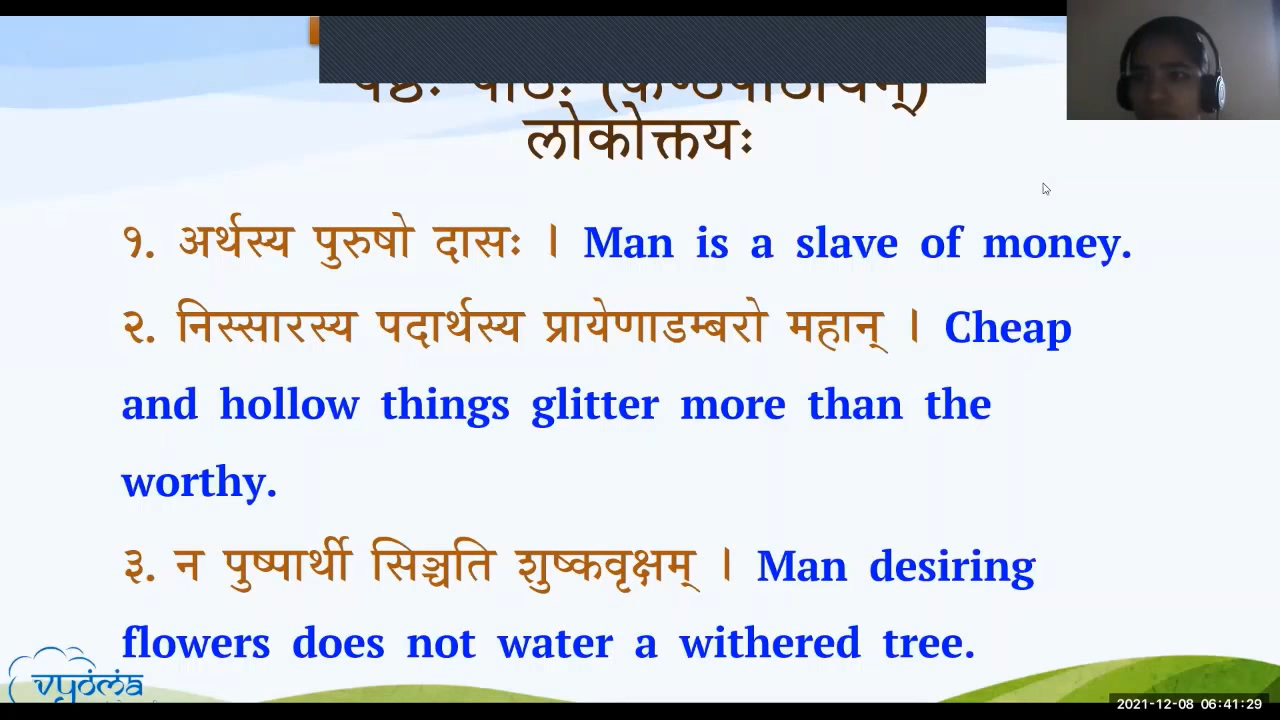 लोकोक्तयः
१. अर्थस्य पुरुषो दासः । Man is a slave of money.
२. निस्सारस्य पदार्थस्य प्रायेणाडम्बरो महान् । Cheap
and hollow things glitter more than the
worthy.
३. न पुष्पार्थी सिञ्चति शुष्कवृक्षम् । Man desiring
flowers does not water a withered tree.
vyoma
2021-12-08 06:41:29